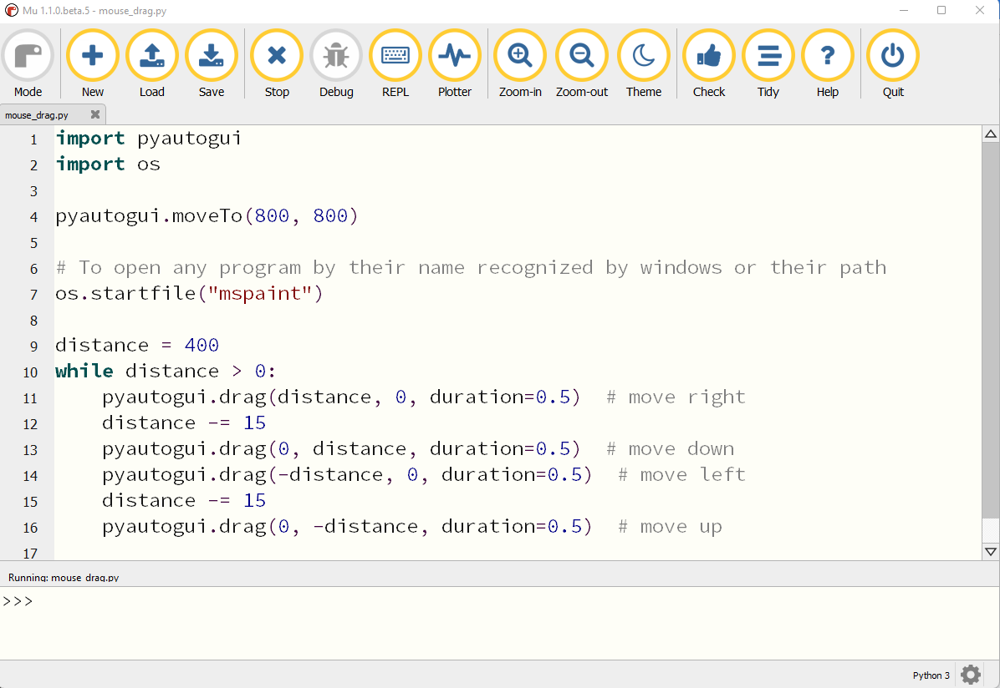 Mu 1.1.0.beta.5 - mouse_drag.py
Mode New Load Save Stop Debug REPL Plotter Zoom-in Zoom-out Theme Check Tidy Help Quit
mouse_drag.py
1 import pyautogui
2 import os
3
4 pyautogui.moveTo(800, 800)
5
6 # To open any program by their name recognized by windows or their path
7 os.startfile("mspaint")
8
9 distance = 400
10 while distance > 0:
11     pyautogui.drag(distance, 0, duration=0.5)  # move right
12     distance -= 15
13     pyautogui.drag(0, distance, duration=0.5)  # move down
14     pyautogui.drag(-distance, 0, duration=0.5)  # move left
15     distance -= 15
16     pyautogui.drag(0, -distance, duration=0.5)  # move up
17
Running: mouse_drag.py
>>>
Python 3